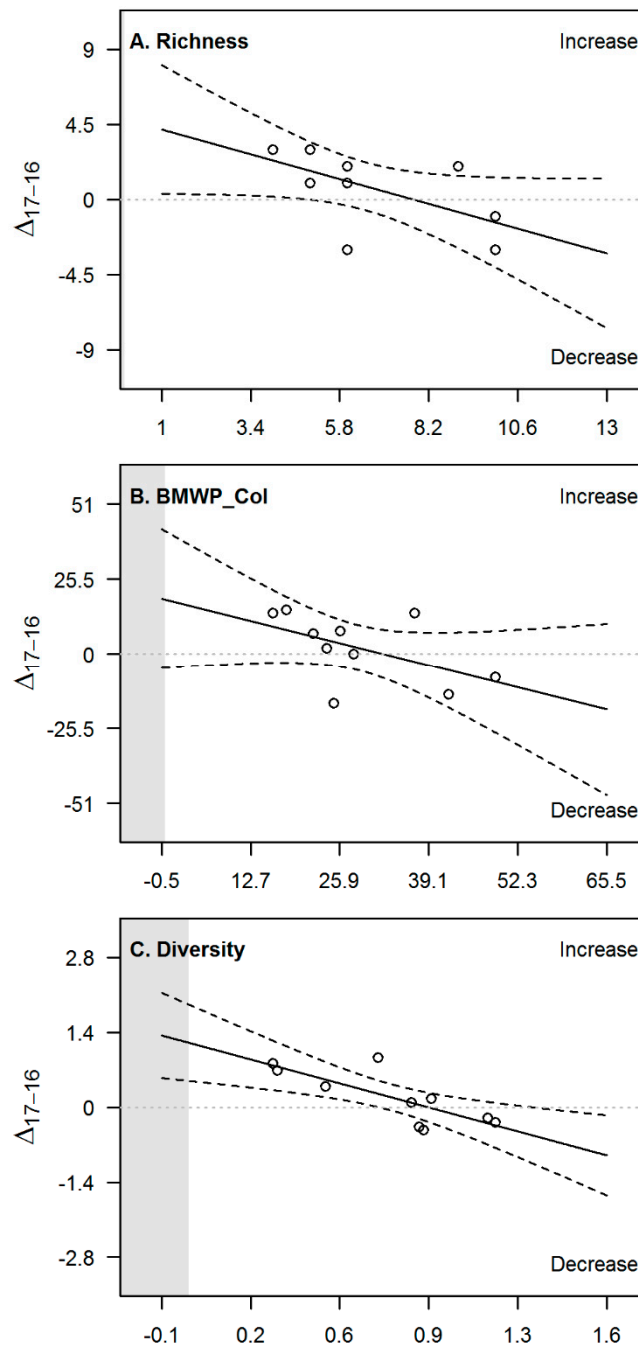 A. Richness Increase
9
4.5
0
-4.5
-9
Δ17−16
Decrease
1 3.4 5.8 8.2 10.6 13
B. BMWP_Col Increase
51
25.5
0
-25.5
-51
Δ17−16
Decrease
-0.5 12.7 25.9 39.1 52.3 65.5
C. Diversity Increase
2.8
1.4
0
-1.4
-2.8
Δ17−16
Decrease
-0.1 0.2 0.6 0.9 1.3 1.6